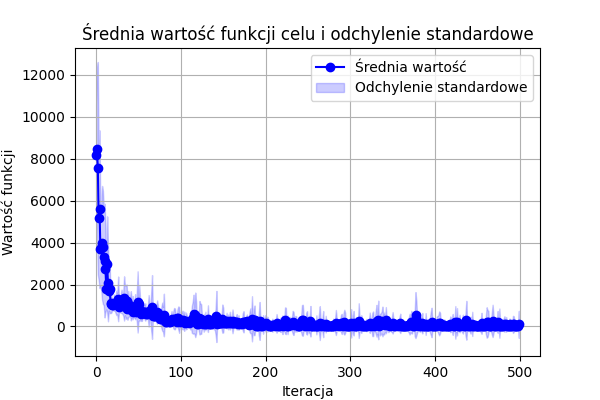 Średnia wartość funkcji celu i odchylenie standardowe
Średnia wartość
Odchylenie standardowe
Wartość funkcji
12000
10000
8000
6000
4000
2000
0
0 100 200 300 400 500
Iteracja